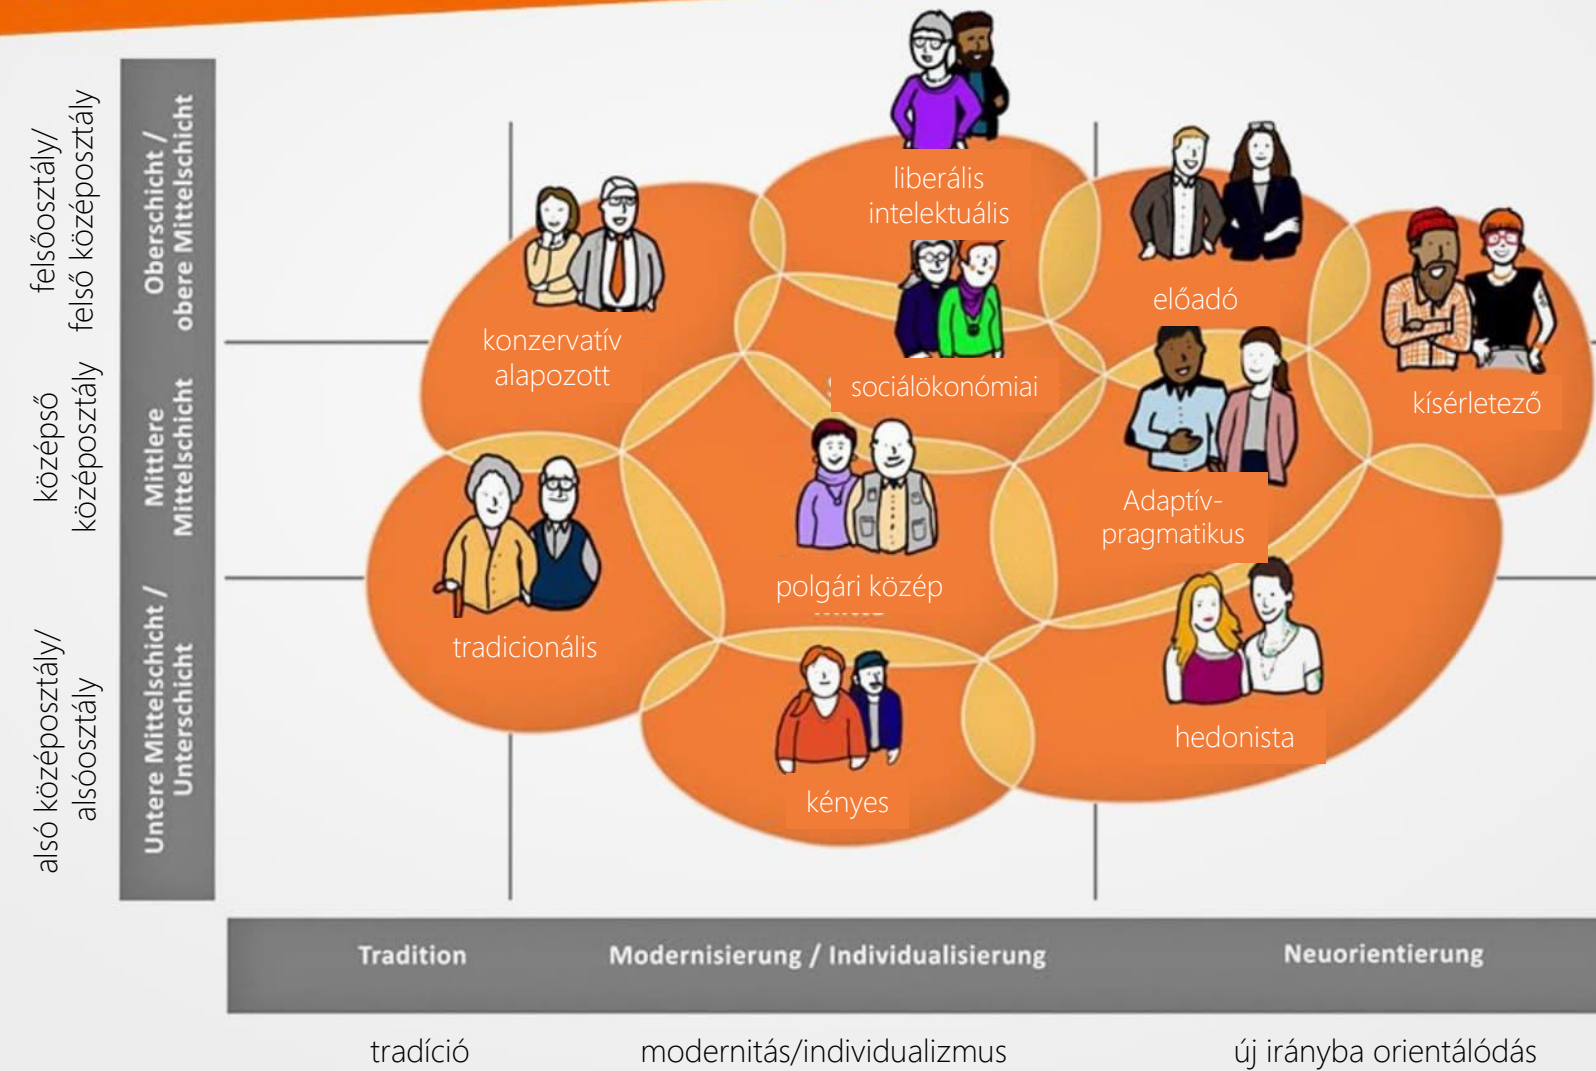 felsőosztály/
felső középosztály
Oberschicht /
obere Mittelschicht
középső
középosztály
Mittlere
Mittelschicht
alsó középosztály/
alsóosztály
Untere Mittelschicht /
Unterschicht
liberális
intelektuális
előadó
konzervatív
alapozott
sociálökonómiai
kísérletező
Adaptív-
pragmatikus
polgári közép
tradicionális
hedonista
kényes
Tradition
Modernisierung / Individualisierung
Neuorientierung
tradíció
modernitás/individualizmus
új irányba orientálódás